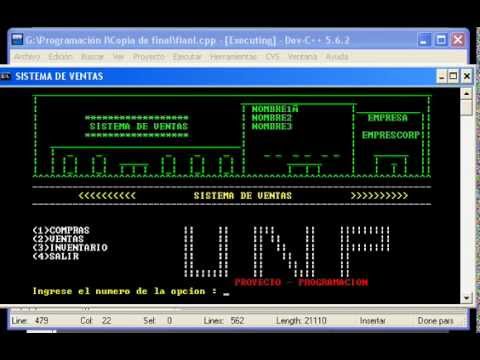 G:\Programación I\Copia de final\fianl.cpp - [Executing] - Dev-C++ 5.6.2
Archivo Edición Buscar Ver Proyecto Ejecutar Herramientas CVS Ventana Ayuda
SISTEMA DE VENTAS
NOMBRE1A
NOMBRE2
NOMBRE3
EMPRESA
EMPRESCORP
******************
SISTEMA DE VENTAS
******************
<<<<<<<<<< SISTEMA DE VENTAS >>>>>>>>>>
(1)COMPRAS
(2)VENTAS
(3)INVENTARIO
(4)SALIR
UNP
PROYECTO - PROGRAMACION
Ingrese el numero de la opcion : _
Line: 479 Col: 22 Sel: 0 Lines: 562 Length: 21110 Insertar Done pars